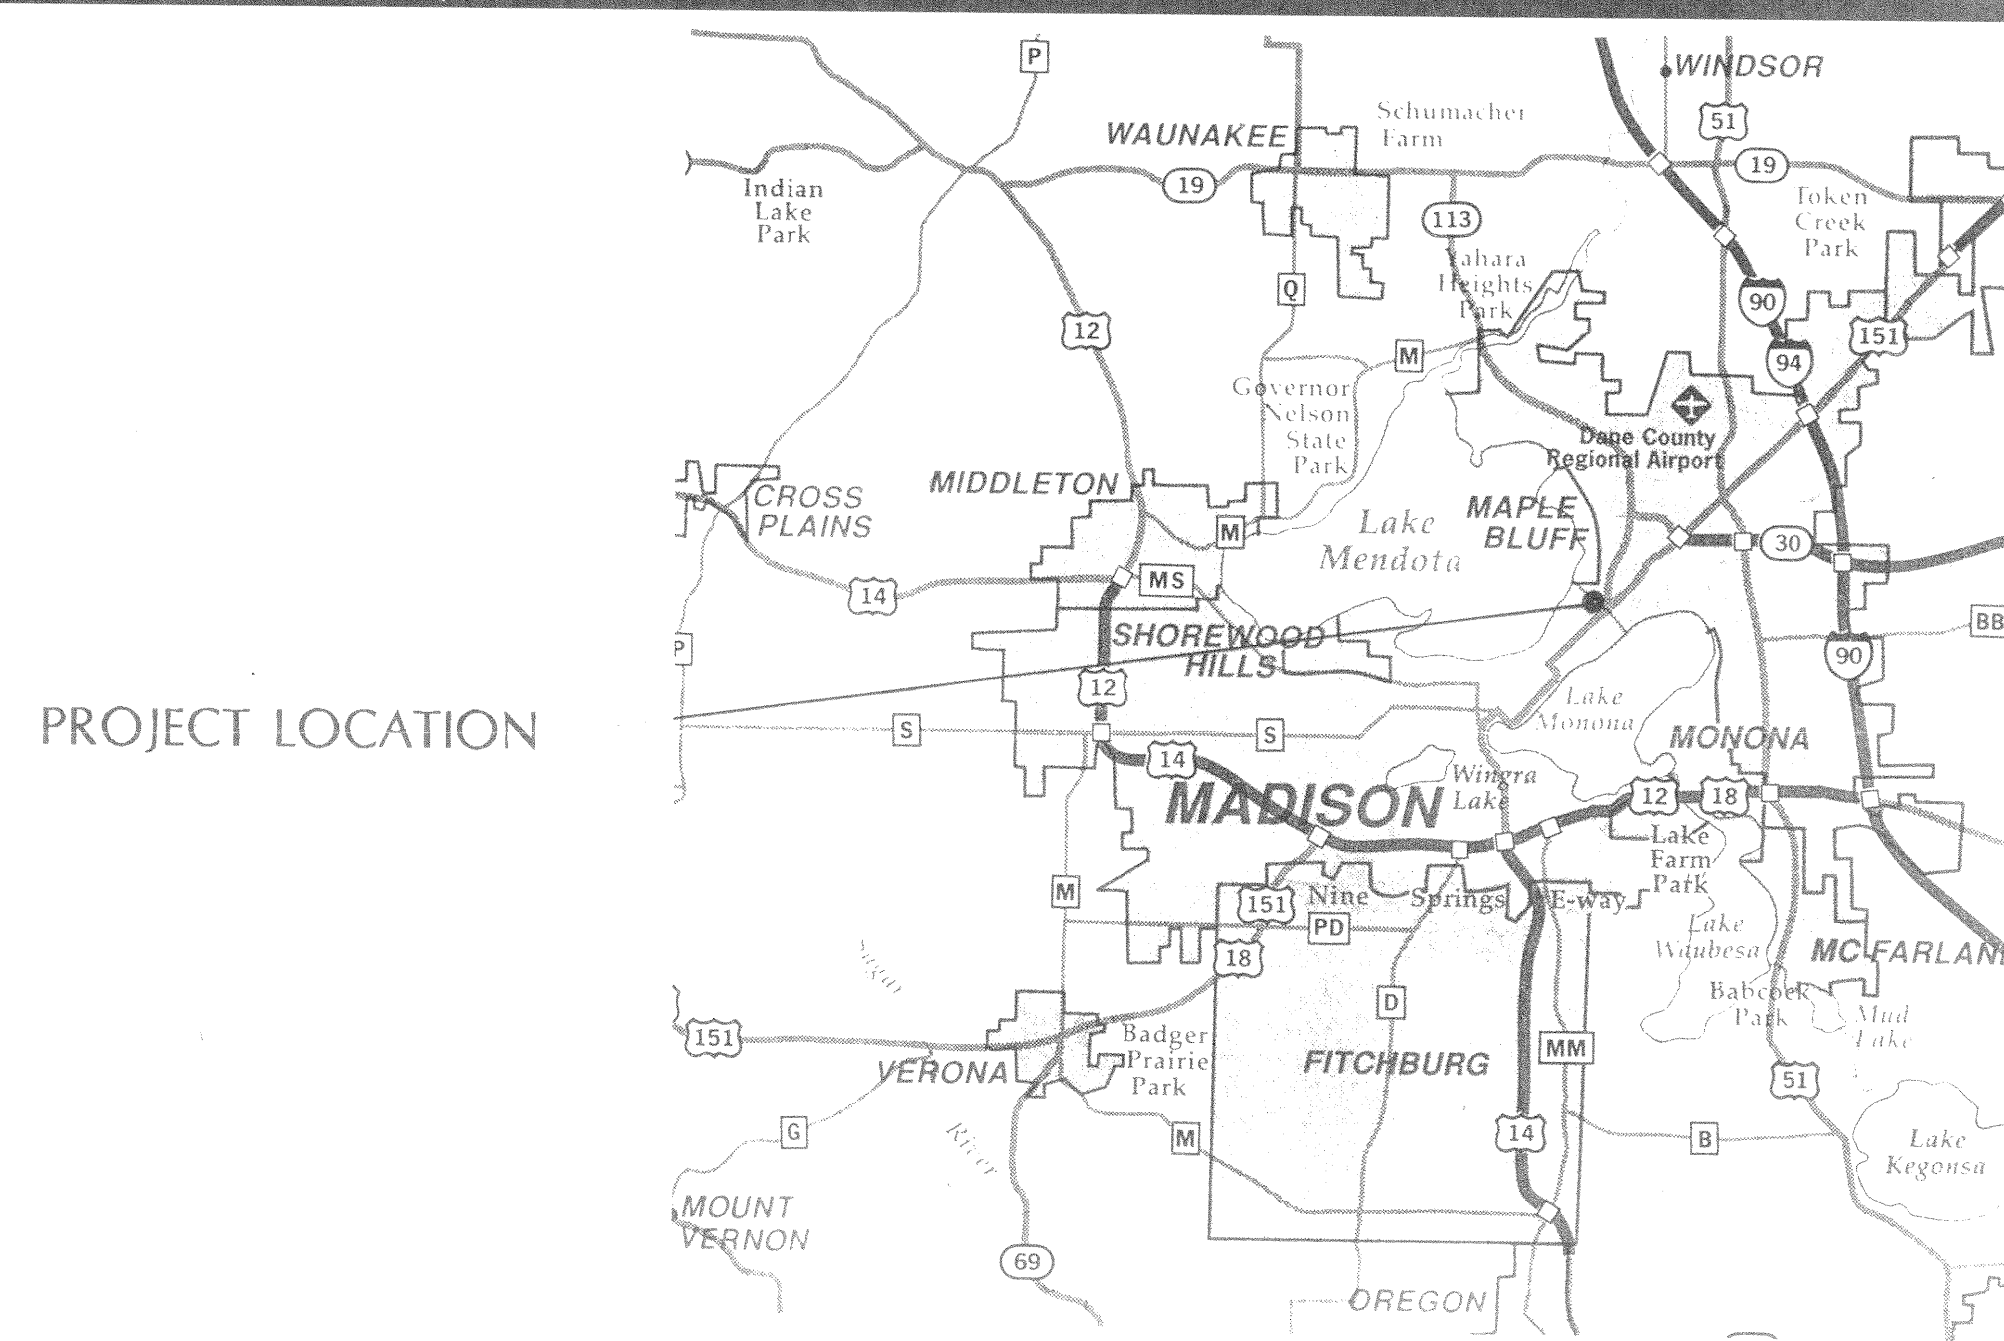 P
WINDSOR
51
Schumacher
Farm
WAUNAKEE
19
19
Indian
Lake
Park
Token
Creek
Park
113
Heights
Park
Q
90
12
151
M
94
Governor
Nelson
State
Park
Dane County
Regional Airport
MIDDLETON
CROSS
PLAINS
MAPLE
BLUFF
Lake
Mendota
M
30
MS
14
BB
SHOREWOOD
HILLS
P
90
12
Lake
Monona
PROJECT LOCATION
S
S
MONONA
14
Wingra
Lake
MADISON
12
18
Lake
Farm
Park
M
Nine Springs E-way
151
PD
18
Lake
Waubesa
MC FARLAN
Sugar
D
Babcock
Park
Mud
Lake
151
Badger
Prairie
Park
VERONA
FITCHBURG
MM
51
G
River
M
14
B
Lake
Kegonsa
MOUNT
VERNON
69
OREGON